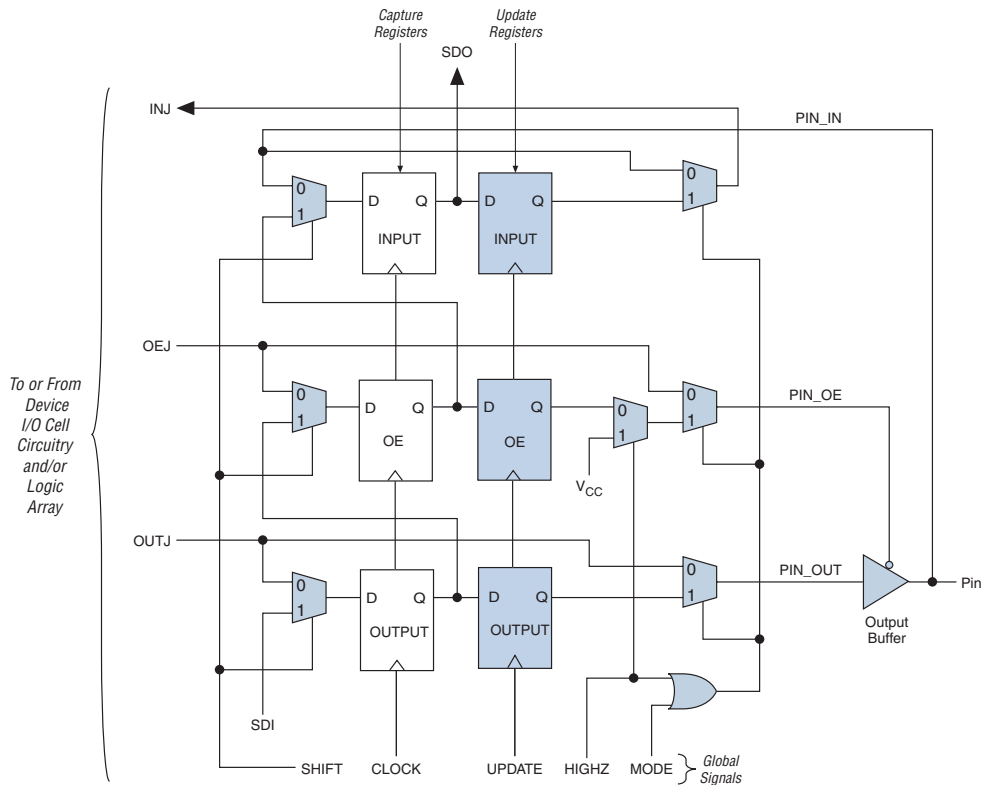 Capture
Registers
Update
Registers
SDO
INJ
PIN_IN
0
1
D Q
INPUT
D Q
INPUT
0
1
OEJ
To or From
Device
I/O Cell
Circuitry
and/or
Logic
Array
0
1
D Q
OE
D Q
OE
0
1
VCC
0
1
PIN_OE
OUTJ
0
1
D Q
OUTPUT
D Q
OUTPUT
0
1
PIN_OUT
Pin
Output
Buffer
SDI
SHIFT
CLOCK
UPDATE
HIGHZ
MODE
Global
Signals